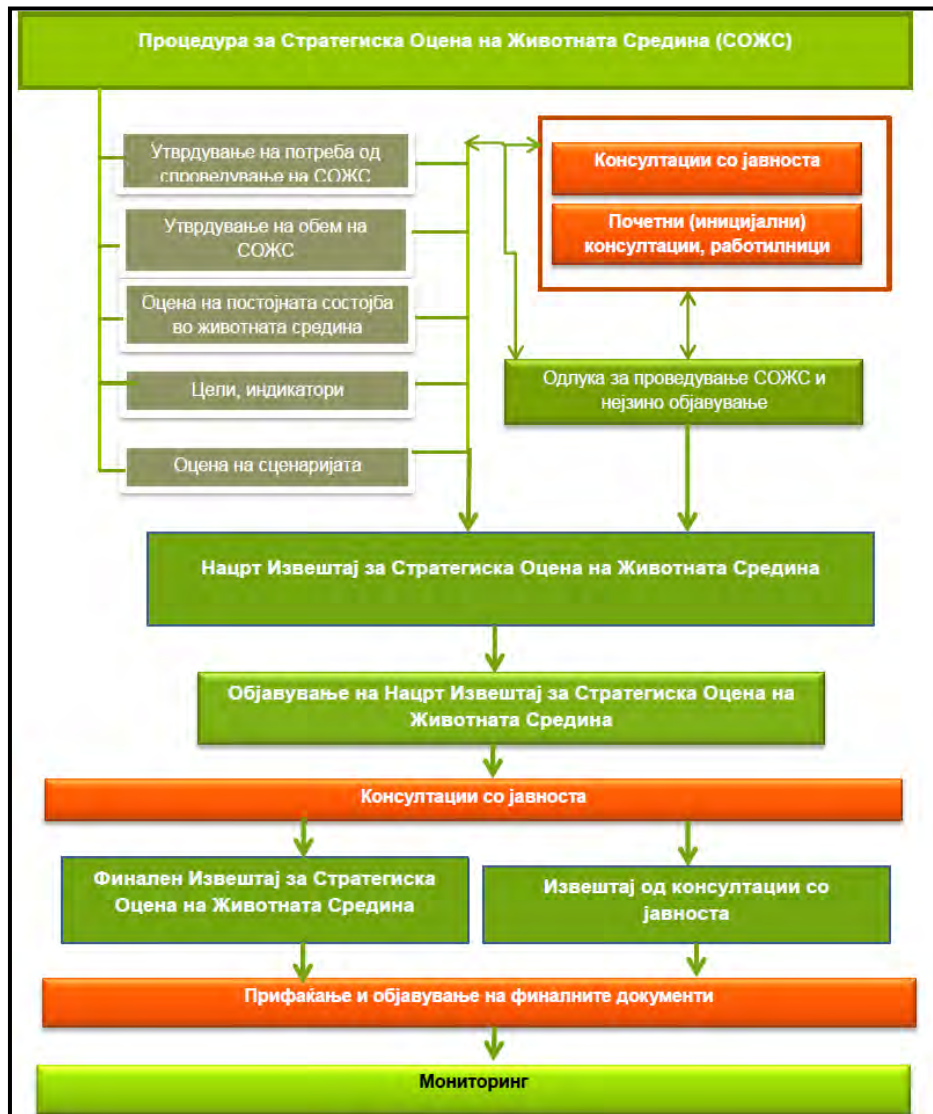 Процедура за Стратегиска Оцена на Животната Средина (СОЖС)
Утврдување на потреба од
спроведување на СОЖС
Утврдување на обем на
СОЖС
Оцена на постојната состојба
во животната средина
Цели, индикатори
Оцена на сценаријата
Консултации со јавноста
Почетни (иницијални)
консултации, работилници
Одлука за проведување СОЖС и
нејзино објавување
Нацрт Извештај за Стратегиска Оцена на Животната Средина
Објавување на Нацрт Извештај за Стратегиска Оцена на
Животната Средина
Консултации со јавноста
Финален Извештај за Стратегиска
Оцена на Животната Средина
Извештај од консултации со
јавноста
Прифаќање и објавување на финалните документи
Мониторинг